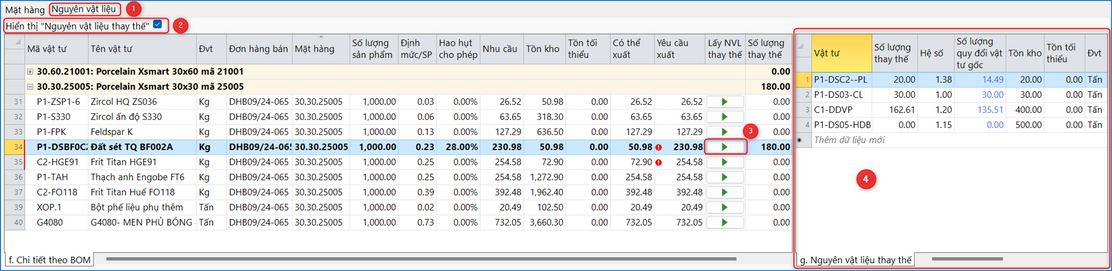 Mặt hàng Nguyên vật liệu 1
Hiển thị "Nguyên vật liệu thay thế" 2
Mã vật tư Tên vật tư Đvt Đơn hàng bán Mặt hàng Số lượng sản phẩm Định mức/SP Hao hụt cho phép Nhu cầu Tồn kho Tồn tối thiểu Có thể xuất Yêu cầu xuất Lấy NVL thay thế Số lượng thay thế
30.60.21001: Porcelain Xsmart 30x60 mã 21001 0.00
30.30.25005: Porcelain Xsmart 30x30 mã 25005 180.00
31 P1-ZSP1-6 Zircol HQ ZS036 Kg DHB09/24-065 30.30.25005 1,000.00 0.03 0.00% 26.52 50.98 0.00 26.52 26.52 0.00
32 P1-S330 Zircol ấn độ S330 Kg DHB09/24-065 30.30.25005 1,000.00 0.06 0.00% 63.65 318.30 0.00 63.65 63.65 0.00
33 P1-FPK Feldspar K Kg DHB09/24-065 30.30.25005 1,000.00 0.13 0.00% 127.29 636.50 0.00 127.29 127.29 3 0.00
34 P1-DSBF0C2 Đất sét TQ BF002A Kg DHB09/24-065 30.30.25005 1,000.00 0.23 28.00% 230.98 50.98 0.00 50.98 230.98 180.00
35 C2-HGE91 Frit Titan HGE91 Kg DHB09/24-065 30.30.25005 1,000.00 0.25 0.00% 254.58 72.90 0.00 72.90 254.58 0.00
36 P1-TAH Thạch anh Engobe FT6 Kg DHB09/24-065 30.30.25005 1,000.00 0.25 0.00% 254.58 1,272.90 0.00 254.58 254.58 0.00
37 C2-FO118 Frit Titan Huế FO118 Kg DHB09/24-065 30.30.25005 1,000.00 0.39 0.00% 392.48 1,962.40 0.00 392.48 392.48 0.00
39 XOP.1 Bột phế liệu phụ thêm Tấn DHB09/24-065 30.30.25005 1,000.00 0.02 0.00% 20.49 102.50 0.00 20.49 20.49 0.00
40 G4080 G4080- MEN PHỦ BÓNG Tấn DHB09/24-065 30.30.25005 1,000.00 0.73 0.00% 732.05 3,660.30 0.00 732.05 732.05 0.00
f. Chi tiết theo BOM
Vật tư Số lượng thay thế Hệ số Số lượng quy đổi vật tư gốc Tồn kho Tồn tối thiểu Đvt
1 P1-DSC2--PL 20.00 1.38 14.49 20.00 0.00 Tấn
2 P1-DS03-CL 30.00 1.00 30.00 30.00 0.00 Tấn
3 C1-DDVP 162.61 1.20 135.51 400.00 0.00 Tấn
4 P1-DS05-HDB 0.00 1.15 0.00 500.00 0.00 Tấn
Thêm dữ liệu mới
4
g. Nguyên vật liệu thay thế